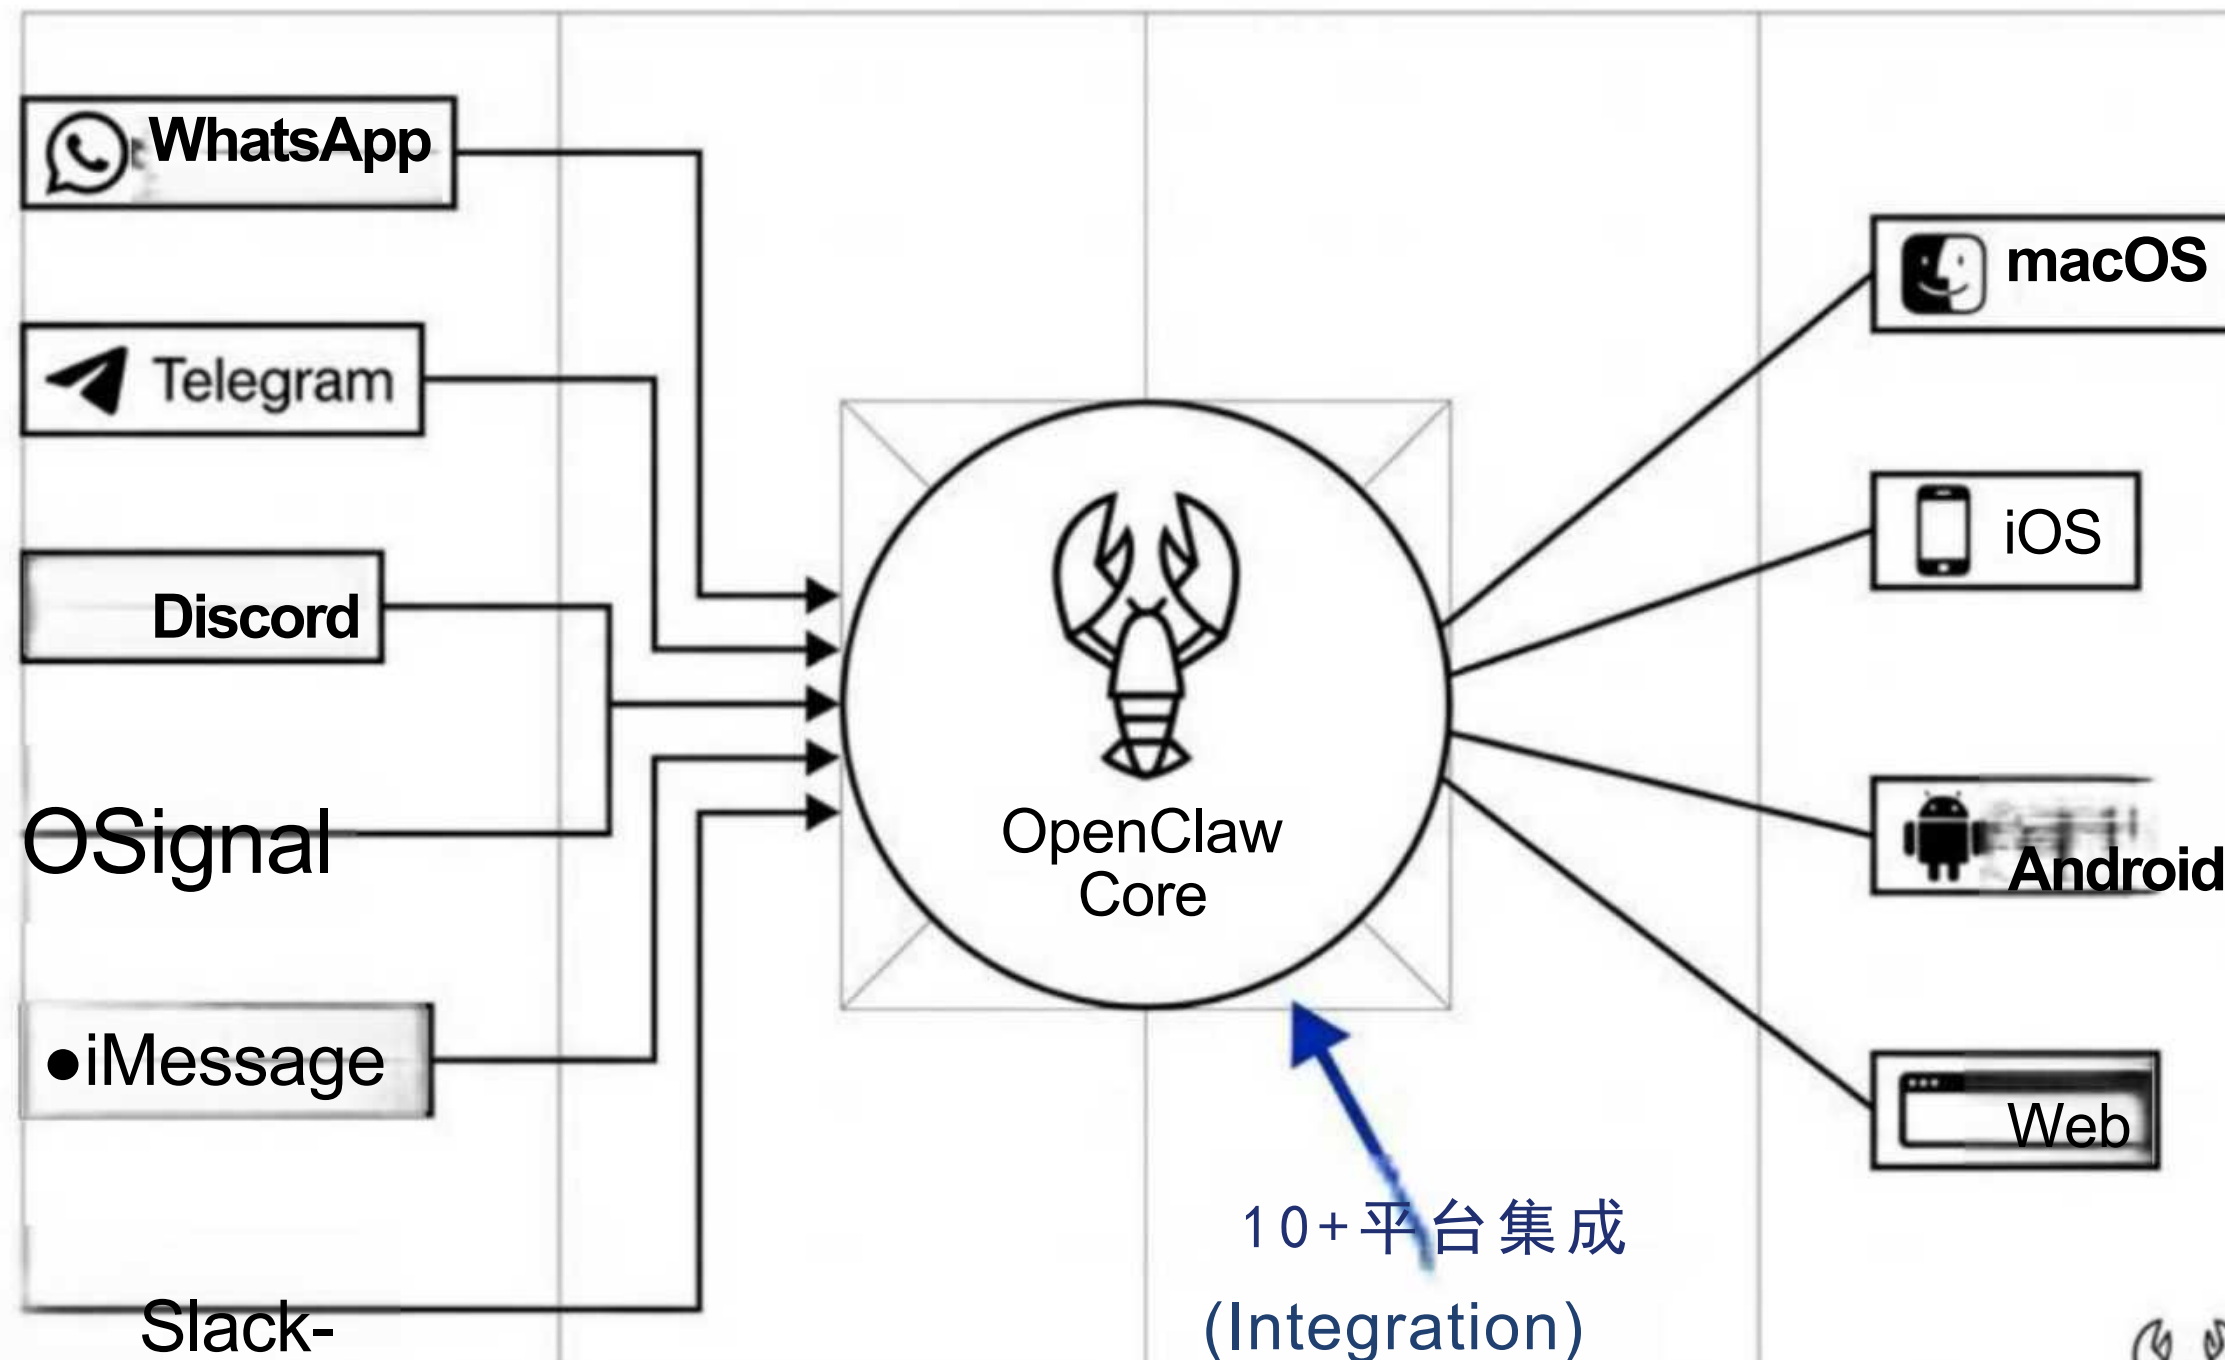 WhatsApp
Telegram
Discord
OSignal
●iMessage
Slack-
OpenClaw
Core
macOS
iOS
Android
Web
10+平台集成
(Integration)